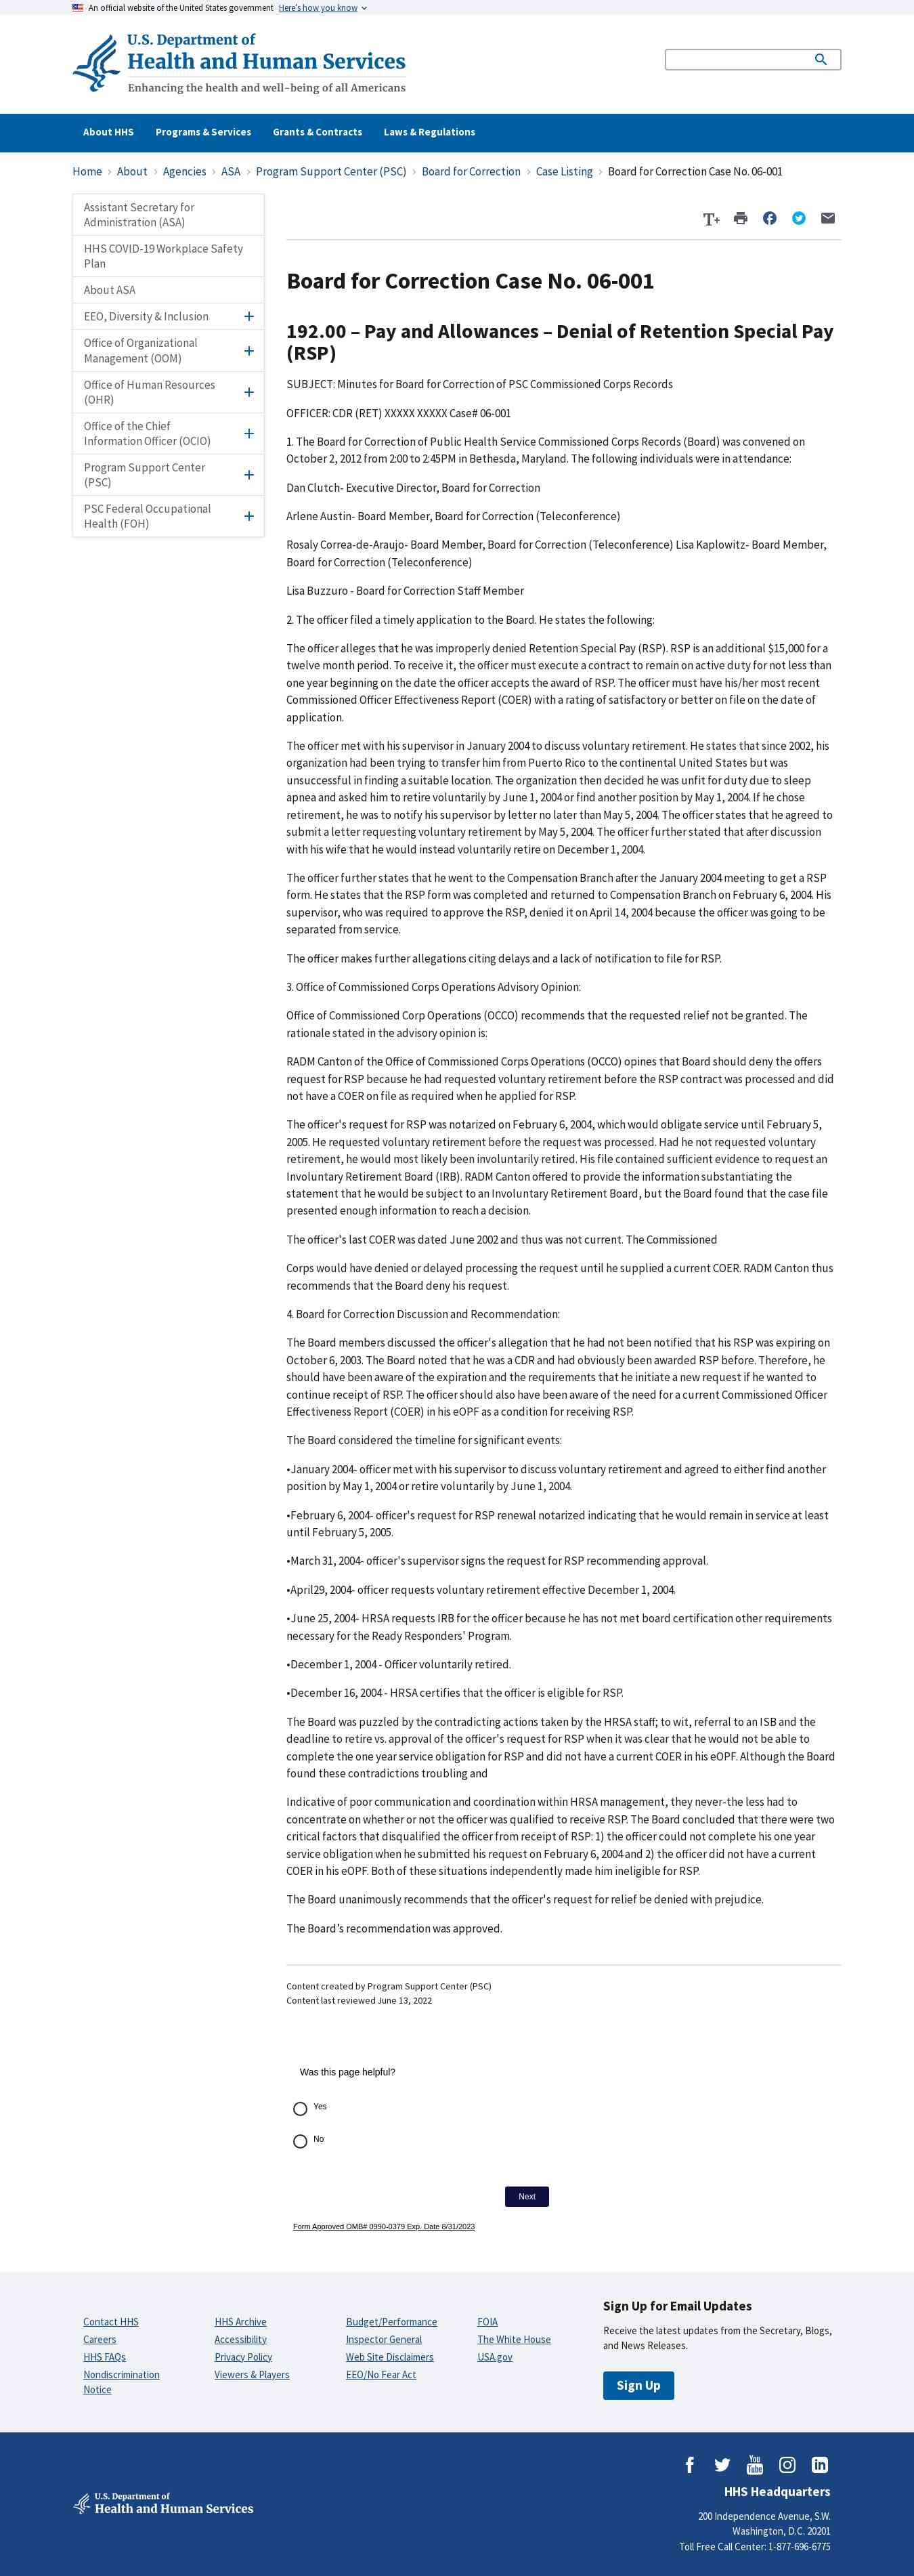 An official website of the United States government Here's how you know
U.S. Department of
Health and Human Services
Enhancing the health and well-being of all Americans
About HHS Programs & Services Grants & Contracts Laws & Regulations
Home › About › Agencies › ASA › Program Support Center (PSC) › Board for Correction › Case Listing › Board for Correction Case No. 06-001
Assistant Secretary for
Administration (ASA)
HHS COVID-19 Workplace Safety
Plan
About ASA
EEO, Diversity & Inclusion
Office of Organizational
Management (OOM)
Office of Human Resources
(OHR)
Office of the Chief
Information Officer (OCIO)
Program Support Center
(PSC)
PSC Federal Occupational
Health (FOH)
T+
Board for Correction Case No. 06-001
192.00 – Pay and Allowances – Denial of Retention Special Pay
(RSP)
SUBJECT: Minutes for Board for Correction of PSC Commissioned Corps Records
OFFICER: CDR (RET) XXXXX XXXXX Case# 06-001
1. The Board for Correction of Public Health Service Commissioned Corps Records (Board) was convened on
October 2, 2012 from 2:00 to 2:45PM in Bethesda, Maryland. The following individuals were in attendance:
Dan Clutch- Executive Director, Board for Correction
Arlene Austin- Board Member, Board for Correction (Teleconference)
Rosaly Correa-de-Araujo- Board Member, Board for Correction (Teleconference) Lisa Kaplowitz- Board Member,
Board for Correction (Teleconference)
Lisa Buzzuro - Board for Correction Staff Member
2. The officer filed a timely application to the Board. He states the following:
The officer alleges that he was improperly denied Retention Special Pay (RSP). RSP is an additional $15,000 for a
twelve month period. To receive it, the officer must execute a contract to remain on active duty for not less than
one year beginning on the date the officer accepts the award of RSP. The officer must have his/her most recent
Commissioned Officer Effectiveness Report (COER) with a rating of satisfactory or better on file on the date of
application.
The officer met with his supervisor in January 2004 to discuss voluntary retirement. He states that since 2002, his
organization had been trying to transfer him from Puerto Rico to the continental United States but was
unsuccessful in finding a suitable location. The organization then decided he was unfit for duty due to sleep
apnea and asked him to retire voluntarily by June 1, 2004 or find another position by May 1, 2004. If he chose
retirement, he was to notify his supervisor by letter no later than May 5, 2004. The officer states that he agreed to
submit a letter requesting voluntary retirement by May 5, 2004. The officer further stated that after discussion
with his wife that he would instead voluntarily retire on December 1, 2004.
The officer further states that he went to the Compensation Branch after the January 2004 meeting to get a RSP
form. He states that the RSP form was completed and returned to Compensation Branch on February 6, 2004. His
supervisor, who was required to approve the RSP, denied it on April 14, 2004 because the officer was going to be
separated from service.
The officer makes further allegations citing delays and a lack of notification to file for RSP.
3. Office of Commissioned Corps Operations Advisory Opinion:
Office of Commissioned Corp Operations (OCCO) recommends that the requested relief not be granted. The
rationale stated in the advisory opinion is:
RADM Canton of the Office of Commissioned Corps Operations (OCCO) opines that Board should deny the offers
request for RSP because he had requested voluntary retirement before the RSP contract was processed and did
not have a COER on file as required when he applied for RSP.
The officer's request for RSP was notarized on February 6, 2004, which would obligate service until February 5,
2005. He requested voluntary retirement before the request was processed. Had he not requested voluntary
retirement, he would most likely been involuntarily retired. His file contained sufficient evidence to request an
Involuntary Retirement Board (IRB). RADM Canton offered to provide the information substantiating the
statement that he would be subject to an Involuntary Retirement Board, but the Board found that the case file
presented enough information to reach a decision.
The officer's last COER was dated June 2002 and thus was not current. The Commissioned
Corps would have denied or delayed processing the request until he supplied a current COER. RADM Canton thus
recommends that the Board deny his request.
4. Board for Correction Discussion and Recommendation:
The Board members discussed the officer's allegation that he had not been notified that his RSP was expiring on
October 6, 2003. The Board noted that he was a CDR and had obviously been awarded RSP before. Therefore, he
should have been aware of the expiration and the requirements that he initiate a new request if he wanted to
continue receipt of RSP. The officer should also have been aware of the need for a current Commissioned Officer
Effectiveness Report (COER) in his eOPF as a condition for receiving RSP.
The Board considered the timeline for significant events:
•January 2004- officer met with his supervisor to discuss voluntary retirement and agreed to either find another
position by May 1, 2004 or retire voluntarily by June 1, 2004.
•February 6, 2004- officer's request for RSP renewal notarized indicating that he would remain in service at least
until February 5, 2005.
•March 31, 2004- officer's supervisor signs the request for RSP recommending approval.
•April29, 2004- officer requests voluntary retirement effective December 1, 2004.
•June 25, 2004- HRSA requests IRB for the officer because he has not met board certification other requirements
necessary for the Ready Responders' Program.
•December 1, 2004 - Officer voluntarily retired.
•December 16, 2004 - HRSA certifies that the officer is eligible for RSP.
The Board was puzzled by the contradicting actions taken by the HRSA staff; to wit, referral to an ISB and the
deadline to retire vs. approval of the officer's request for RSP when it was clear that he would not be able to
complete the one year service obligation for RSP and did not have a current COER in his eOPF. Although the Board
found these contradictions troubling and
Indicative of poor communication and coordination within HRSA management, they never-the less had to
concentrate on whether or not the officer was qualified to receive RSP. The Board concluded that there were two
critical factors that disqualified the officer from receipt of RSP: 1) the officer could not complete his one year
service obligation when he submitted his request on February 6, 2004 and 2) the officer did not have a current
COER in his eOPF. Both of these situations independently made him ineligible for RSP.
The Board unanimously recommends that the officer's request for relief be denied with prejudice.
The Board’s recommendation was approved.
Content created by Program Support Center (PSC)
Content last reviewed June 13, 2022
Was this page helpful?
Yes
No
Next
Form Approved OMB# 0990-0379 Exp. Date 8/31/2023
Contact HHS
Careers
HHS FAQs
Nondiscrimination
Notice
HHS Archive
Accessibility
Privacy Policy
Viewers & Players
Budget/Performance
Inspector General
Web Site Disclaimers
EEO/No Fear Act
FOIA
The White House
USA.gov
Sign Up for Email Updates
Receive the latest updates from the Secretary, Blogs,
and News Releases.
Sign Up
You
Tube
U.S. Department of
Health and Human Services
HHS Headquarters
200 Independence Avenue, S.W.
Washington, D.C. 20201
Toll Free Call Center: 1-877-696-6775